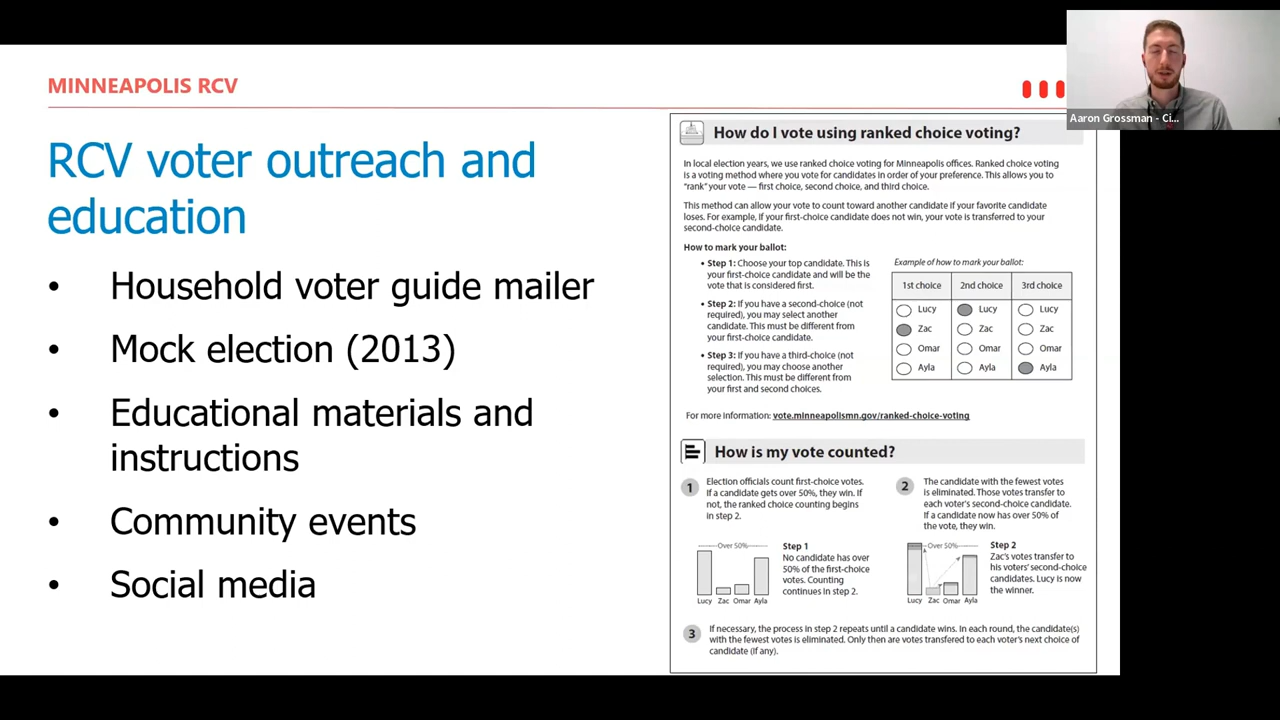 MINNEAPOLIS RCV
Aaron Grossman - Ci...
RCV voter outreach and
education
• Household voter guide mailer
• Mock election (2013)
• Educational materials and
instructions
• Community events
• Social media
How do I vote using ranked choice voting?
In local election years, we use ranked choice voting for Minneapolis offices. Ranked choice voting
is a voting method where you vote for candidates in order of your preference. This allows you to
“rank” your vote — first choice, second choice, and third choice.
This method can allow your vote to count toward another candidate if your favorite candidate
loses. For example, if your first-choice candidate does not win, your vote is transferred to your
second-choice candidate.
How to mark your ballot:
• Step 1: Choose your top candidate. This is
your first-choice candidate and will be the
vote that is considered first.
• Step 2: If you have a second-choice (not
required), you may select another
candidate. This must be different from
your first-choice candidate.
• Step 3: If you have a third-choice (not
required), you may choose another
selection. This must be different from
your first and second choices.
Example of how to mark your ballot:
1st choice 2nd choice 3rd choice
Lucy Lucy Lucy
Zac Zac Zac
Omar Omar Omar
Ayla Ayla Ayla
For more information: vote.minneapolismn.gov/ranked-choice-voting
How is my vote counted?
1
Election officials count first-choice votes.
If a candidate gets over 50%, they win. If
not, the ranked choice counting begins
in step 2.
Over 50%
Lucy Zac Omar Ayla
Step 1
No candidate has over
50% of the first-choice
votes. Counting
continues in step 2.
2
The candidate with the fewest votes
is eliminated. Those votes transfer to
each voter's second-choice candidate.
If a candidate now has over 50% of
the vote, they win.
Over 50%
Lucy Zac Omar Ayla
Step 2
Zac's votes transfer to
his voters' second-choice
candidates. Lucy is now
the winner.
3
If necessary, the process in step 2 repeats until a candidate wins. In each round, the candidate(s)
with the fewest votes is eliminated. Only then are votes transfered to each voter's next choice of
candidate (if any).